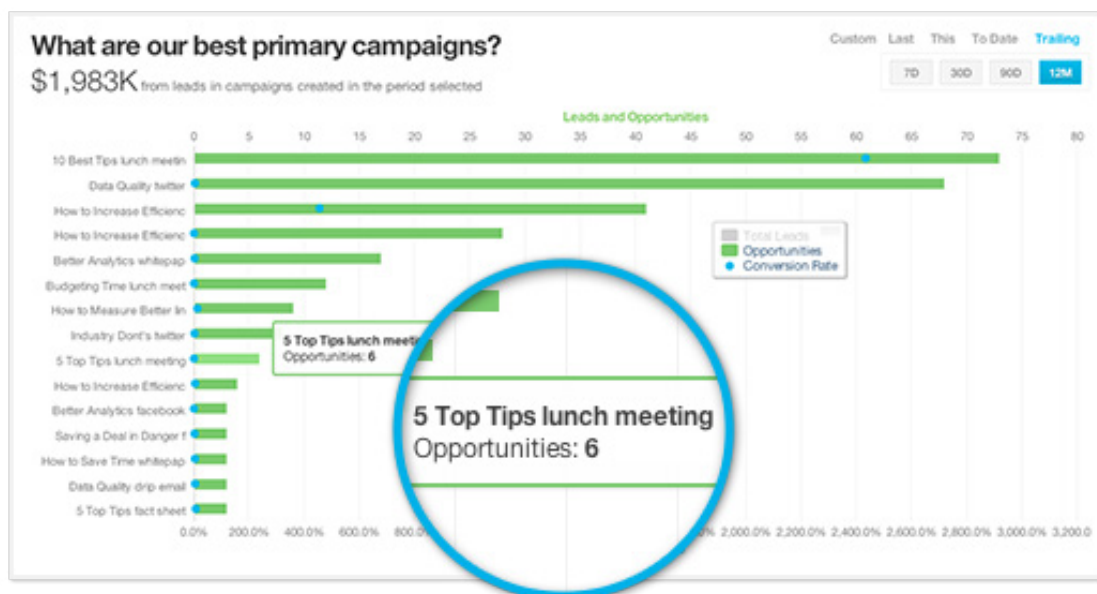 What are our best primary campaigns?
$1,983K from leads in campaigns created in the period selected
Custom Last This To Date Trailing
7D 30D 90D 12M
Leads and Opportunities
0 5 10 15 20 25 30 35 40 45 50 55 60 65 70 75 80
10 Best Tips lunch meetin
Data Quality twitter
How to Increase Efficienc
How to Increase Efficienc
Better Analytics whitepap
Budgeting Time lunch meet
How to Measure Better lin
Industry Dont's twitter
5 Top Tips lunch meeting
How to Increase Efficienc
Better Analytics facebook
Saving a Deal in Danger f
How to Save Time whitepap
Data Quality drip email
5 Top Tips fact sheet
Total Leads
Opportunities
Conversion Rate
5 Top Tips lunch meeting
Opportunities: 6
5 Top Tips lunch meeting
Opportunities: 6
0.0% 200.0% 400.0% 600.0% 2,000.0% 2,200.0% 2,400.0% 2,600.0% 2,800.0% 3,000.0% 3,200.0